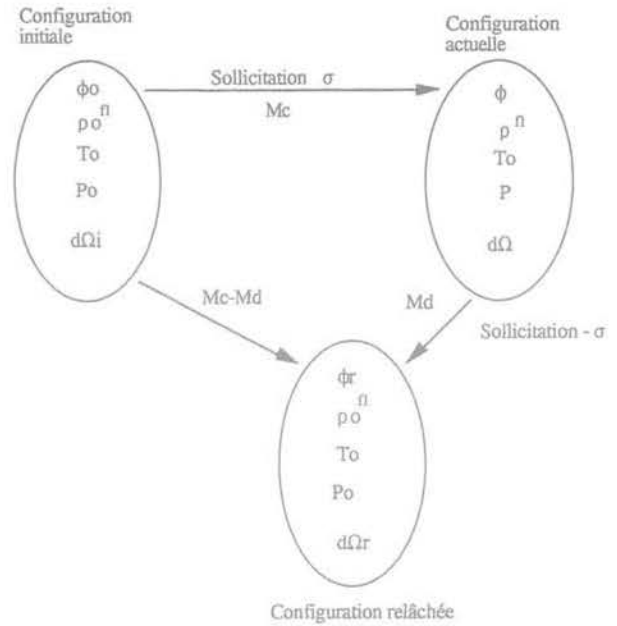 Configuration
initiale
Configuration
actuelle
Sollicitation σ
Mc
ϕo
ρo^fl
To
Po
dΩi
ϕ
ρ^fl
To
P
dΩ
Mc-Md
Md
Sollicitation - σ
ϕr
ρo^fl
To
Po
dΩr
Configuration relâchée